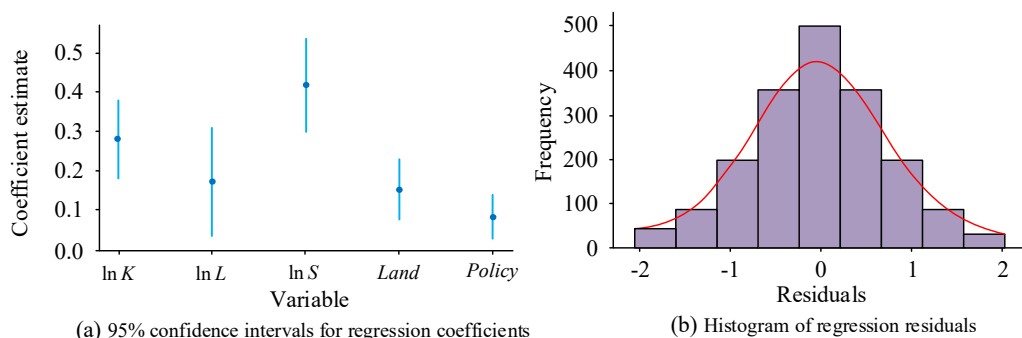 Coefficient estimate
0.5
0.4
0.3
0.2
0.1
0.0
ln K
ln L
ln S
Land
Policy
Variable
(a) 95% confidence intervals for regression coefficients
Frequency
500
400
300
200
100
0
-2
-1
0
1
2
Residuals
(b) Histogram of regression residuals